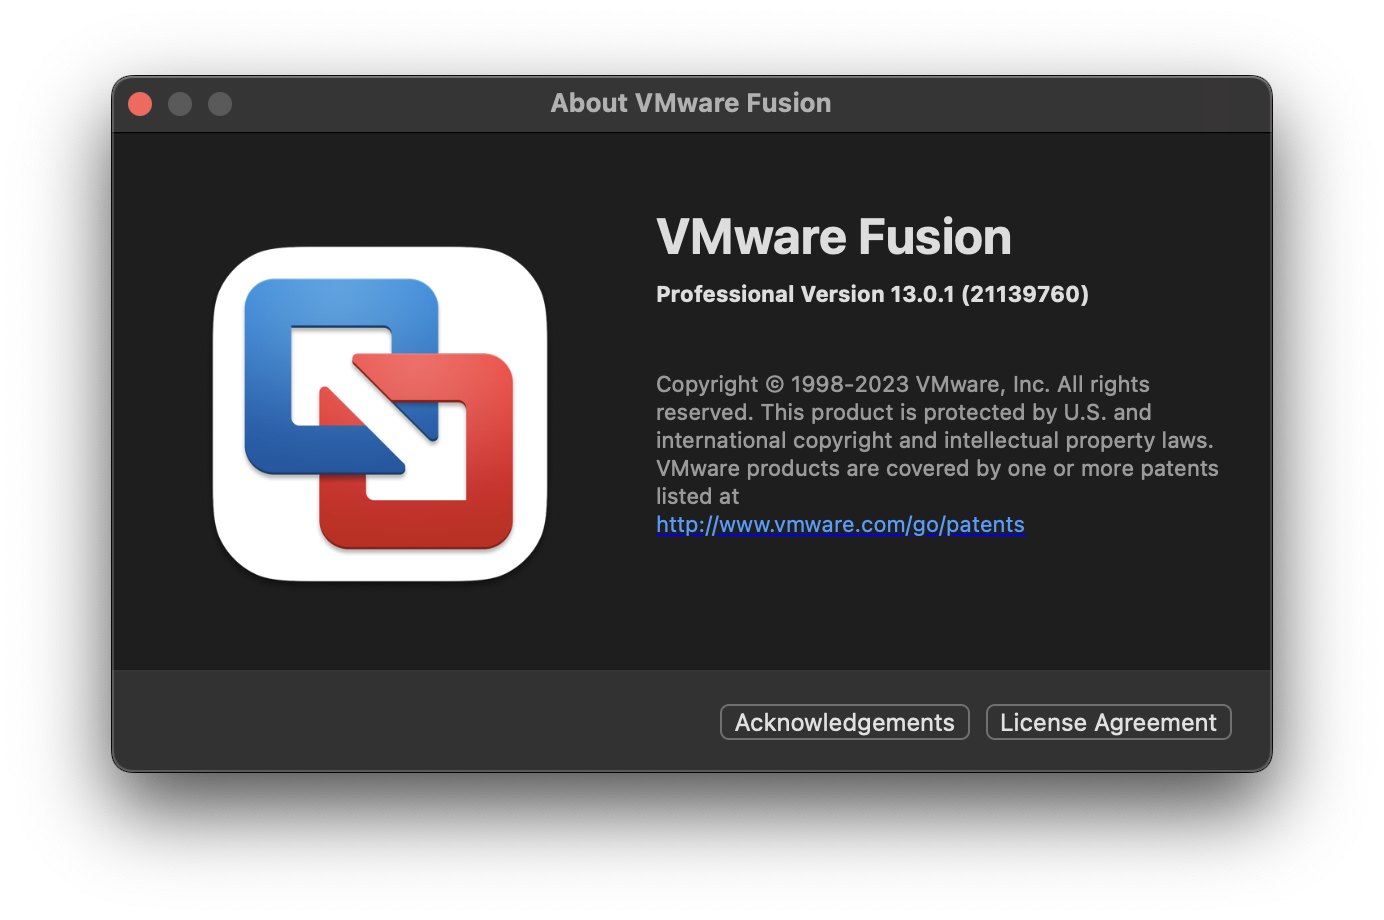 About VMware Fusion
VMware Fusion
Professional Version 13.0.1 (21139760)
Copyright © 1998-2023 VMware, Inc. All rights
reserved. This product is protected by U.S. and
international copyright and intellectual property laws.
VMware products are covered by one or more patents
listed at
http://www.vmware.com/go/patents
Acknowledgements
License Agreement